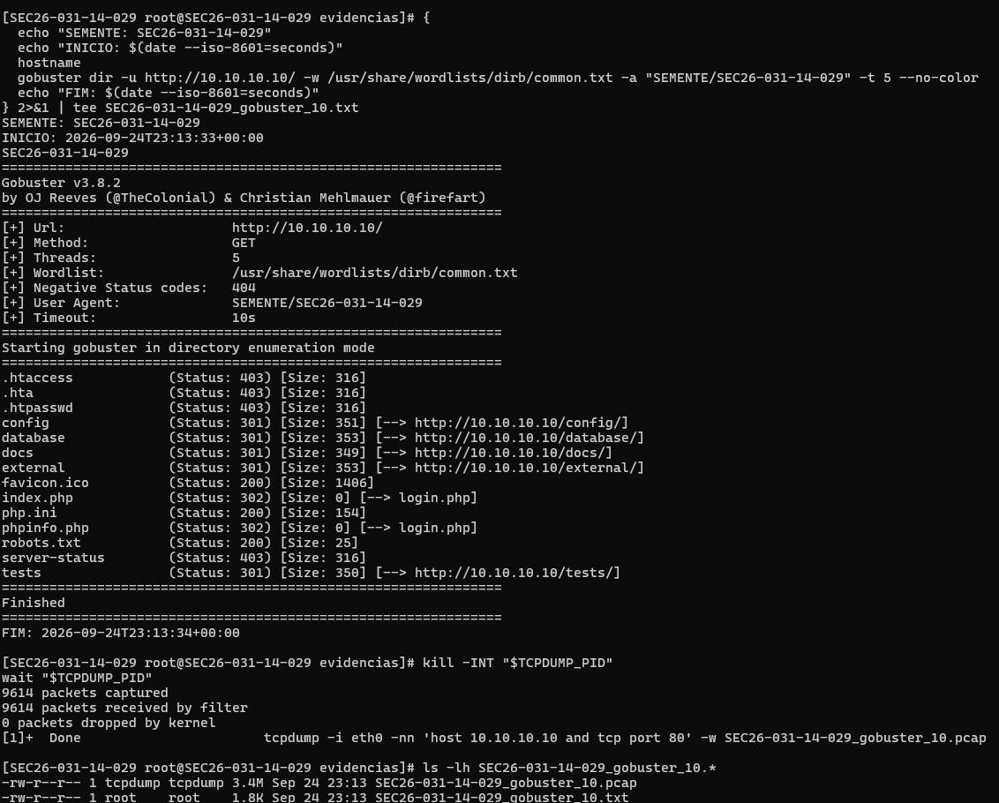 [SEC26-031-14-029 root@SEC26-031-14-029 evidencias]# {
  echo "SEMENTE: SEC26-031-14-029"
  echo "INICIO: $(date --iso-8601=seconds)"
  hostname
  gobuster dir -u http://10.10.10.10/ -w /usr/share/wordlists/dirb/common.txt -a "SEMENTE/SEC26-031-14-029" -t 5 --no-color
  echo "FIM: $(date --iso-8601=seconds)"
} 2>&1 | tee SEC26-031-14-029_gobuster_10.txt
SEMENTE: SEC26-031-14-029
INICIO: 2026-09-24T23:13:33+00:00
SEC26-031-14-029
===============================================================
Gobuster v3.8.2
by OJ Reeves (@TheColonial) & Christian Mehlmauer (@firefart)
===============================================================
[+] Url:                     http://10.10.10.10/
[+] Method:                  GET
[+] Threads:                 5
[+] Wordlist:                /usr/share/wordlists/dirb/common.txt
[+] Negative Status codes:   404
[+] User Agent:              SEMENTE/SEC26-031-14-029
[+] Timeout:                 10s
===============================================================
Starting gobuster in directory enumeration mode
===============================================================
.htaccess            (Status: 403) [Size: 316]
.hta                 (Status: 403) [Size: 316]
.htpasswd            (Status: 403) [Size: 316]
config               (Status: 301) [Size: 351] [--> http://10.10.10.10/config/]
database             (Status: 301) [Size: 353] [--> http://10.10.10.10/database/]
docs                 (Status: 301) [Size: 349] [--> http://10.10.10.10/docs/]
external             (Status: 301) [Size: 353] [--> http://10.10.10.10/external/]
favicon.ico          (Status: 200) [Size: 1406]
index.php            (Status: 302) [Size: 0] [--> login.php]
php.ini              (Status: 200) [Size: 154]
phpinfo.php          (Status: 302) [Size: 0] [--> login.php]
robots.txt           (Status: 200) [Size: 25]
server-status        (Status: 403) [Size: 316]
tests                (Status: 301) [Size: 350] [--> http://10.10.10.10/tests/]
===============================================================
Finished
===============================================================
FIM: 2026-09-24T23:13:34+00:00
[SEC26-031-14-029 root@SEC26-031-14-029 evidencias]# kill -INT "$TCPDUMP_PID"
wait "$TCPDUMP_PID"
9614 packets captured
9614 packets received by filter
0 packets dropped by kernel
[1]+  Done                       tcpdump -i eth0 -nn 'host 10.10.10.10 and tcp port 80' -w SEC26-031-14-029_gobuster_10.pcap
[SEC26-031-14-029 root@SEC26-031-14-029 evidencias]# ls -lh SEC26-031-14-029_gobuster_10.*
-rw-r--r-- 1 tcpdump tcpdump 3.4M Sep 24 23:13 SEC26-031-14-029_gobuster_10.pcap
-rw-r--r-- 1 root    root    1.8K Sep 24 23:13 SEC26-031-14-029_gobuster_10.txt